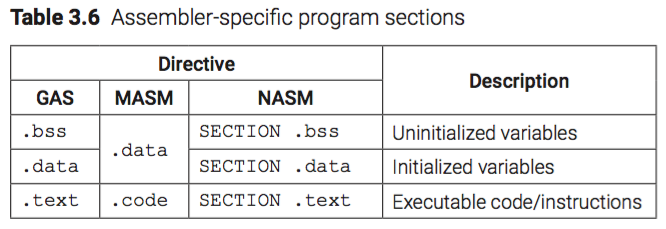 Table 3.6 Assembler-specific program sections
Directive
Description
GAS MASM NASM
.bss .data SECTION .bss Uninitialized variables
.data SECTION .data Initialized variables
.text .code SECTION .text Executable code/instructions